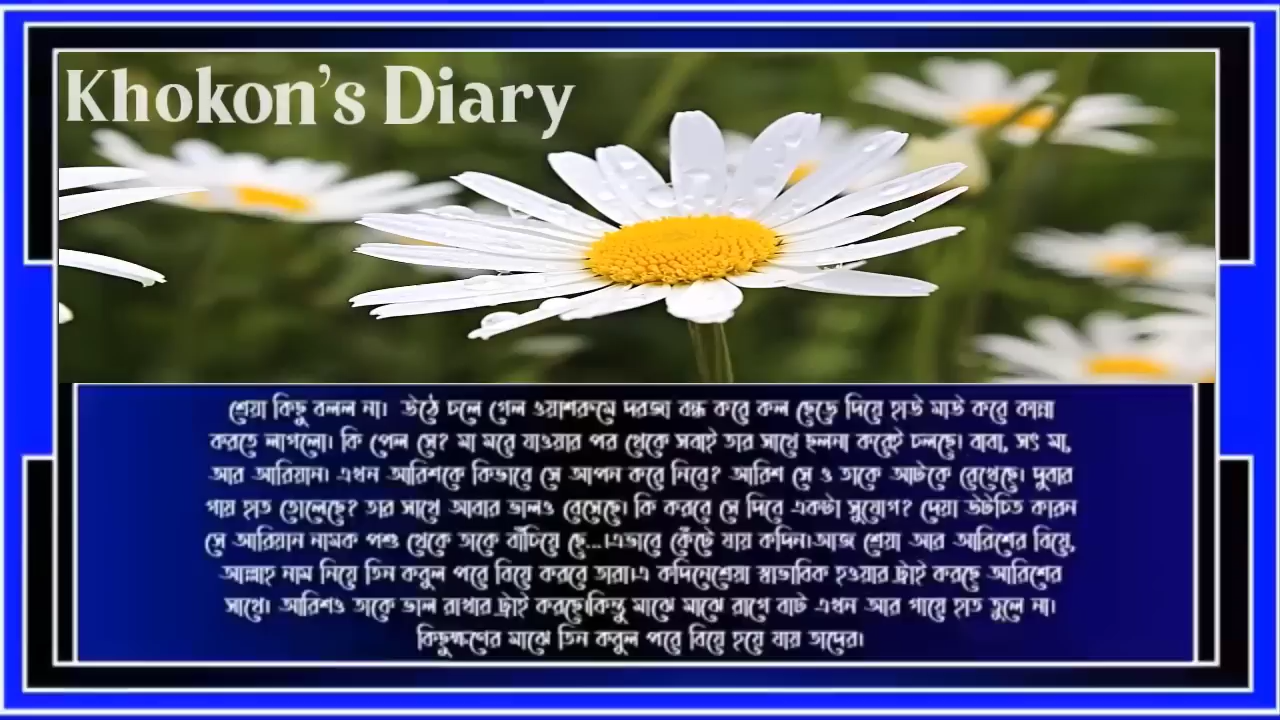 Khokon's Diary
শ্রেয়া কিছু বলল না। উঠে চলে গেল ওয়াশরুমে দরজা বন্ধ করে কল ছেড়ে দিয়ে হাউ মাউ করে কান্না
করতে লাগলো। কি পেল সে? মা মরে যাওয়ার পর থেকে সবাই তার সাথে ছলনা করেই চলছে! বাবা, সৎ মা,
আর আরিয়ান। এখন আরিশকে কিভাবে সে আপন করে নিবে? আরিশ সে ও তাকে আটকে রেখেছে। দুবার
গায় হাত তোলেছে? তার সাথে আবার ভালও বেসেছে। কি করবে সে দিবে একটা সুযোগ? দেয়া উটচিত কারন
সে আরিয়ান নামক পশু থেকে তাকে বাঁচিয়ে ছে...।এভাবে কেঁটে যায় কদিন।আজ শ্রেয়া আর আরিশের বিয়ে,
আল্লাহ নাম নিয়ে তিন কবুল পরে বিয়ে করবে তারা।এ কদিনেশ্রেয়া স্বাভাবিক হওয়ার ট্রাই করছে আরিশের
সাথে। আরিশও তাকে ভাল রাখার ট্রাই করছে।কিন্তু মাঝে মাঝে রাগে বাট এখন আর গায়ে হাত তুলে না।
কিছুক্ষণের মাঝে তিন কবুল পরে বিয়ে হয়ে যায় তাদের।